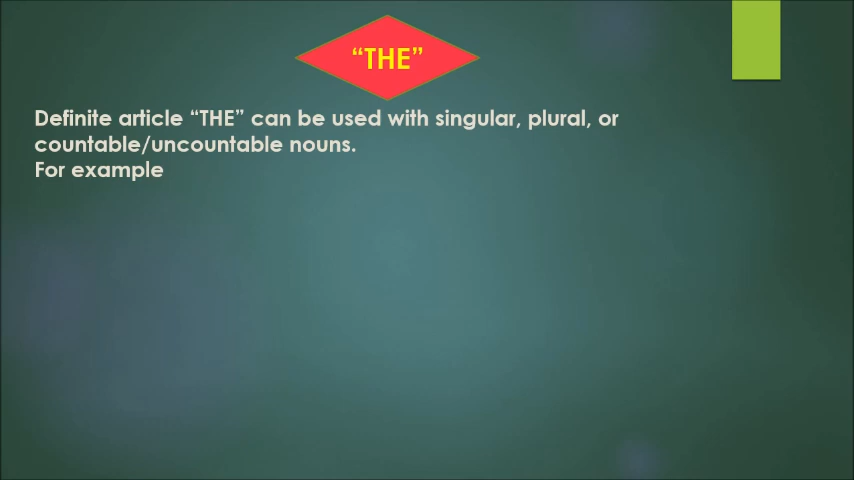 “THE”
Definite article “THE” can be used with singular, plural, or
countable/uncountable nouns.
For example